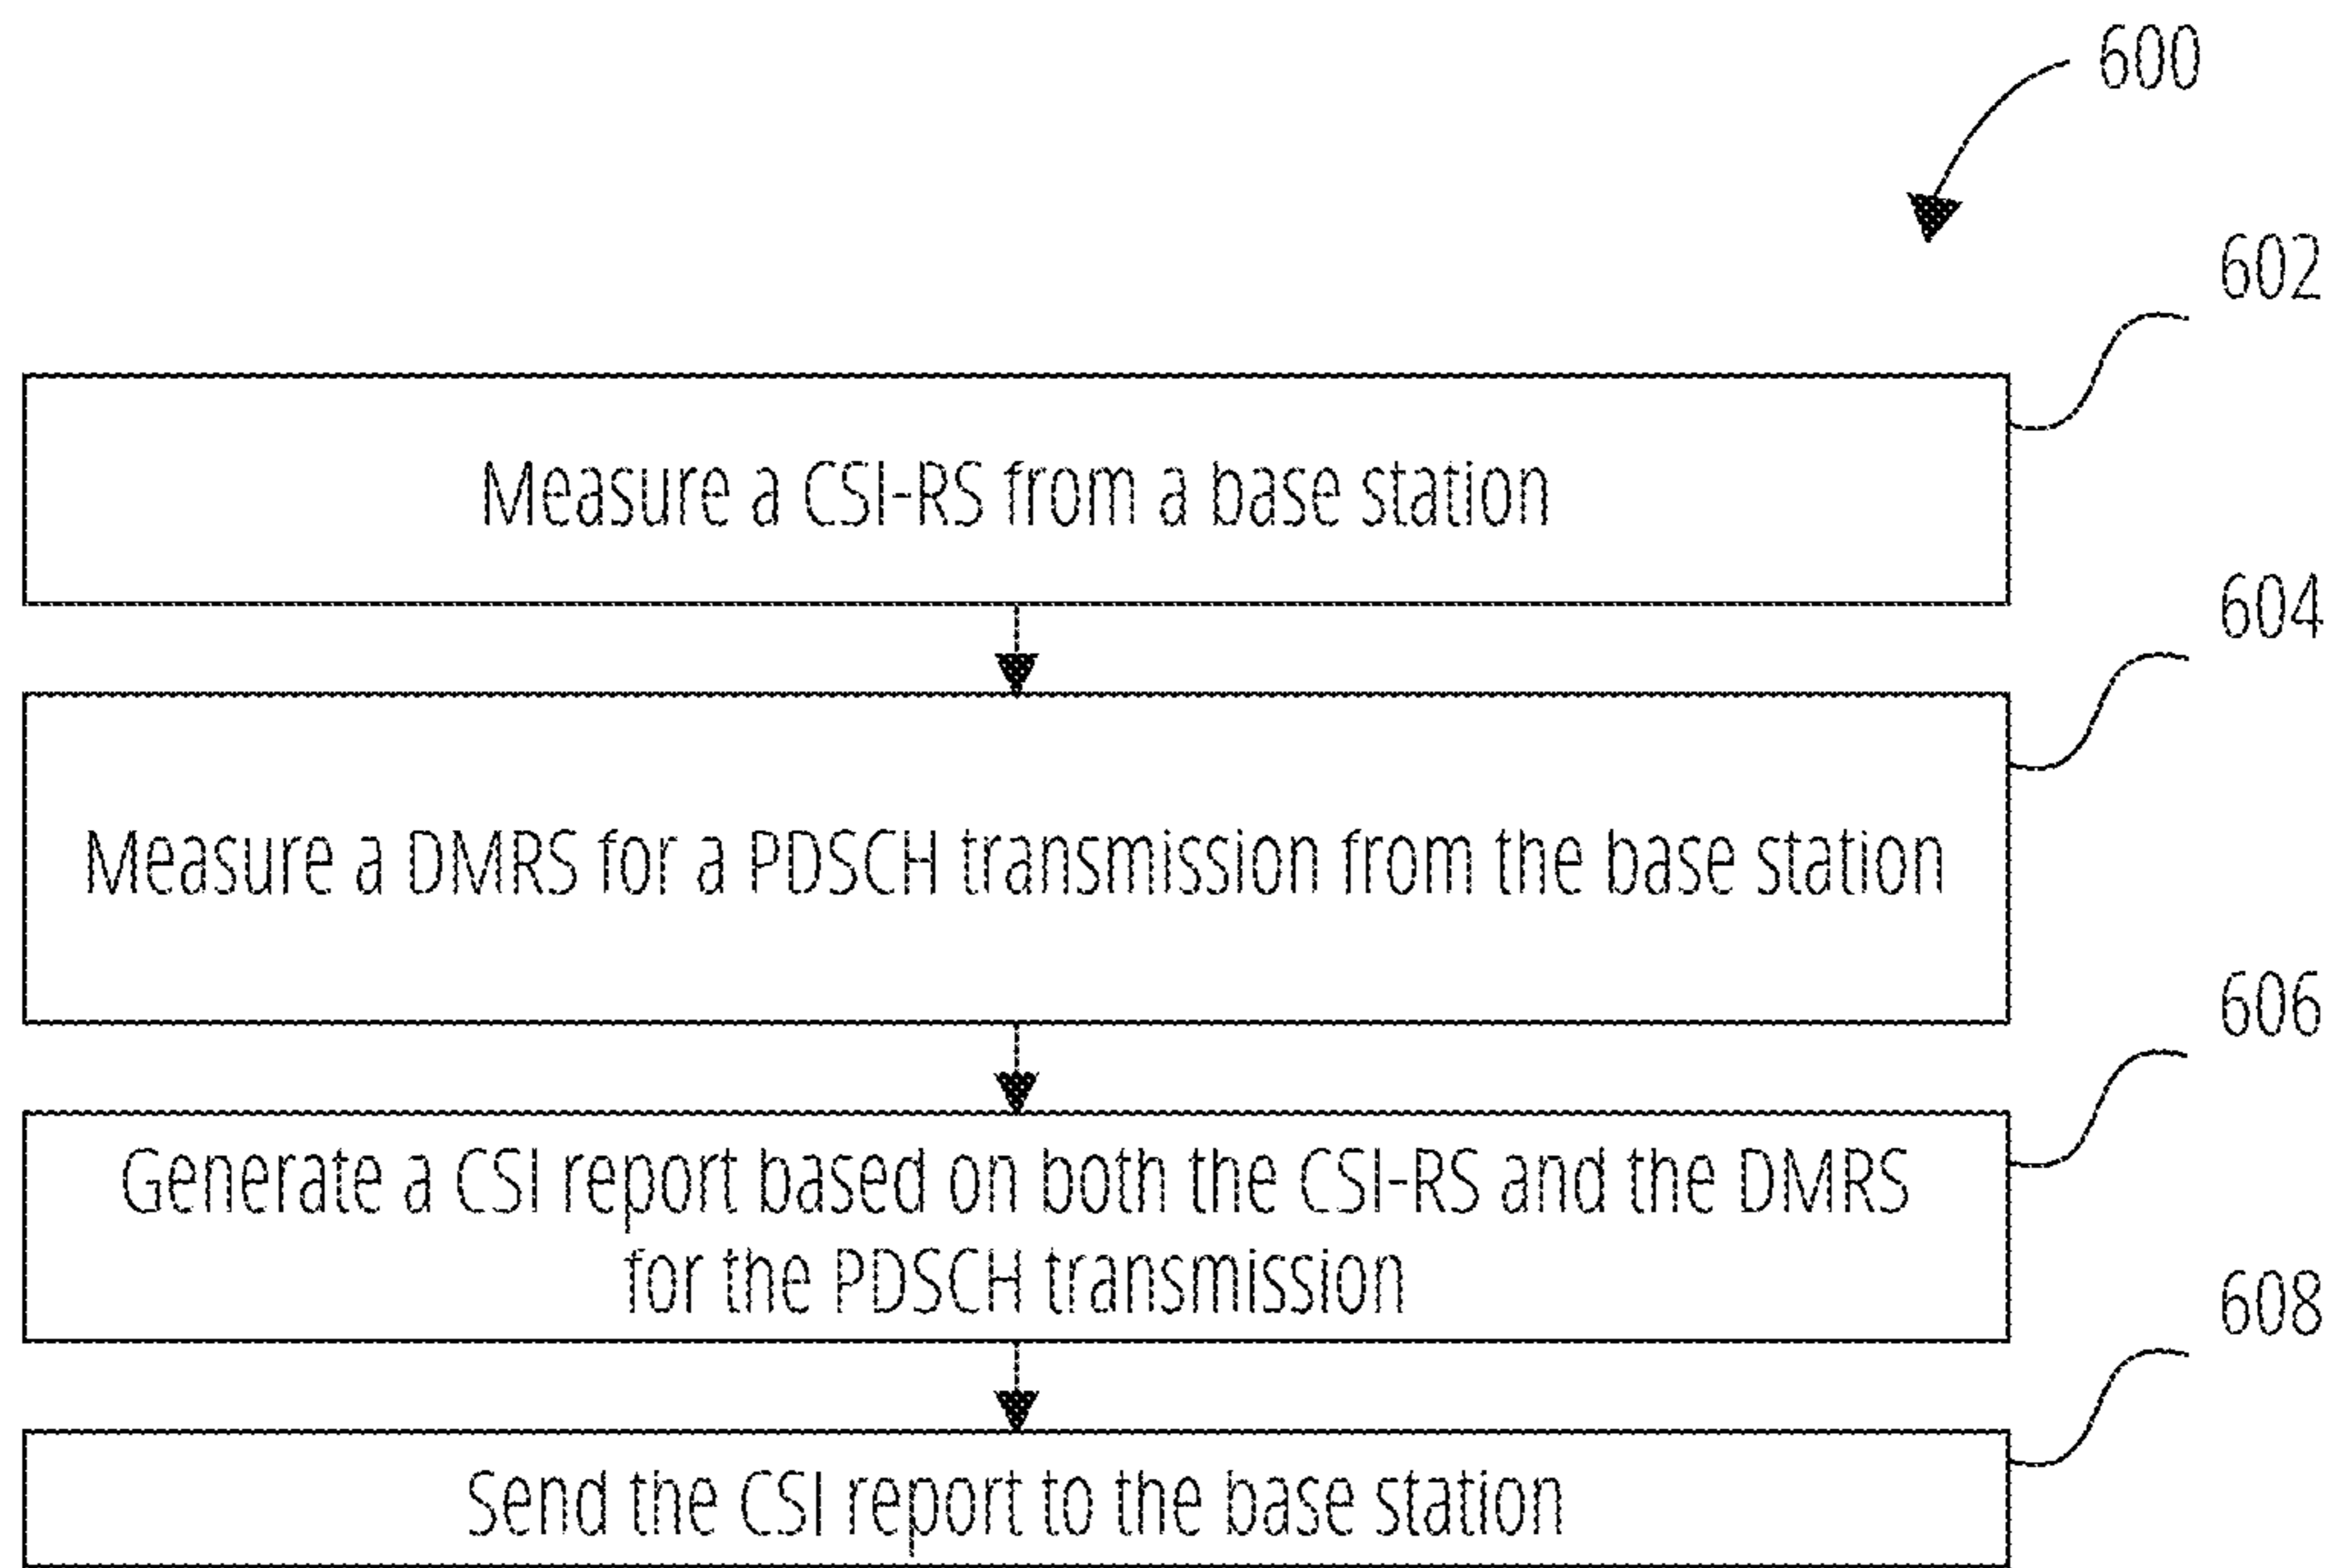 600
602
Measure a CSI-RS from a base station
604
Measure a DMRS for a PDSCH transmission from the base station
606
Generate a CSI report based on both the CSI-RS and the DMRS
for the PDSCH transmission
608
Send the CSI report to the base station